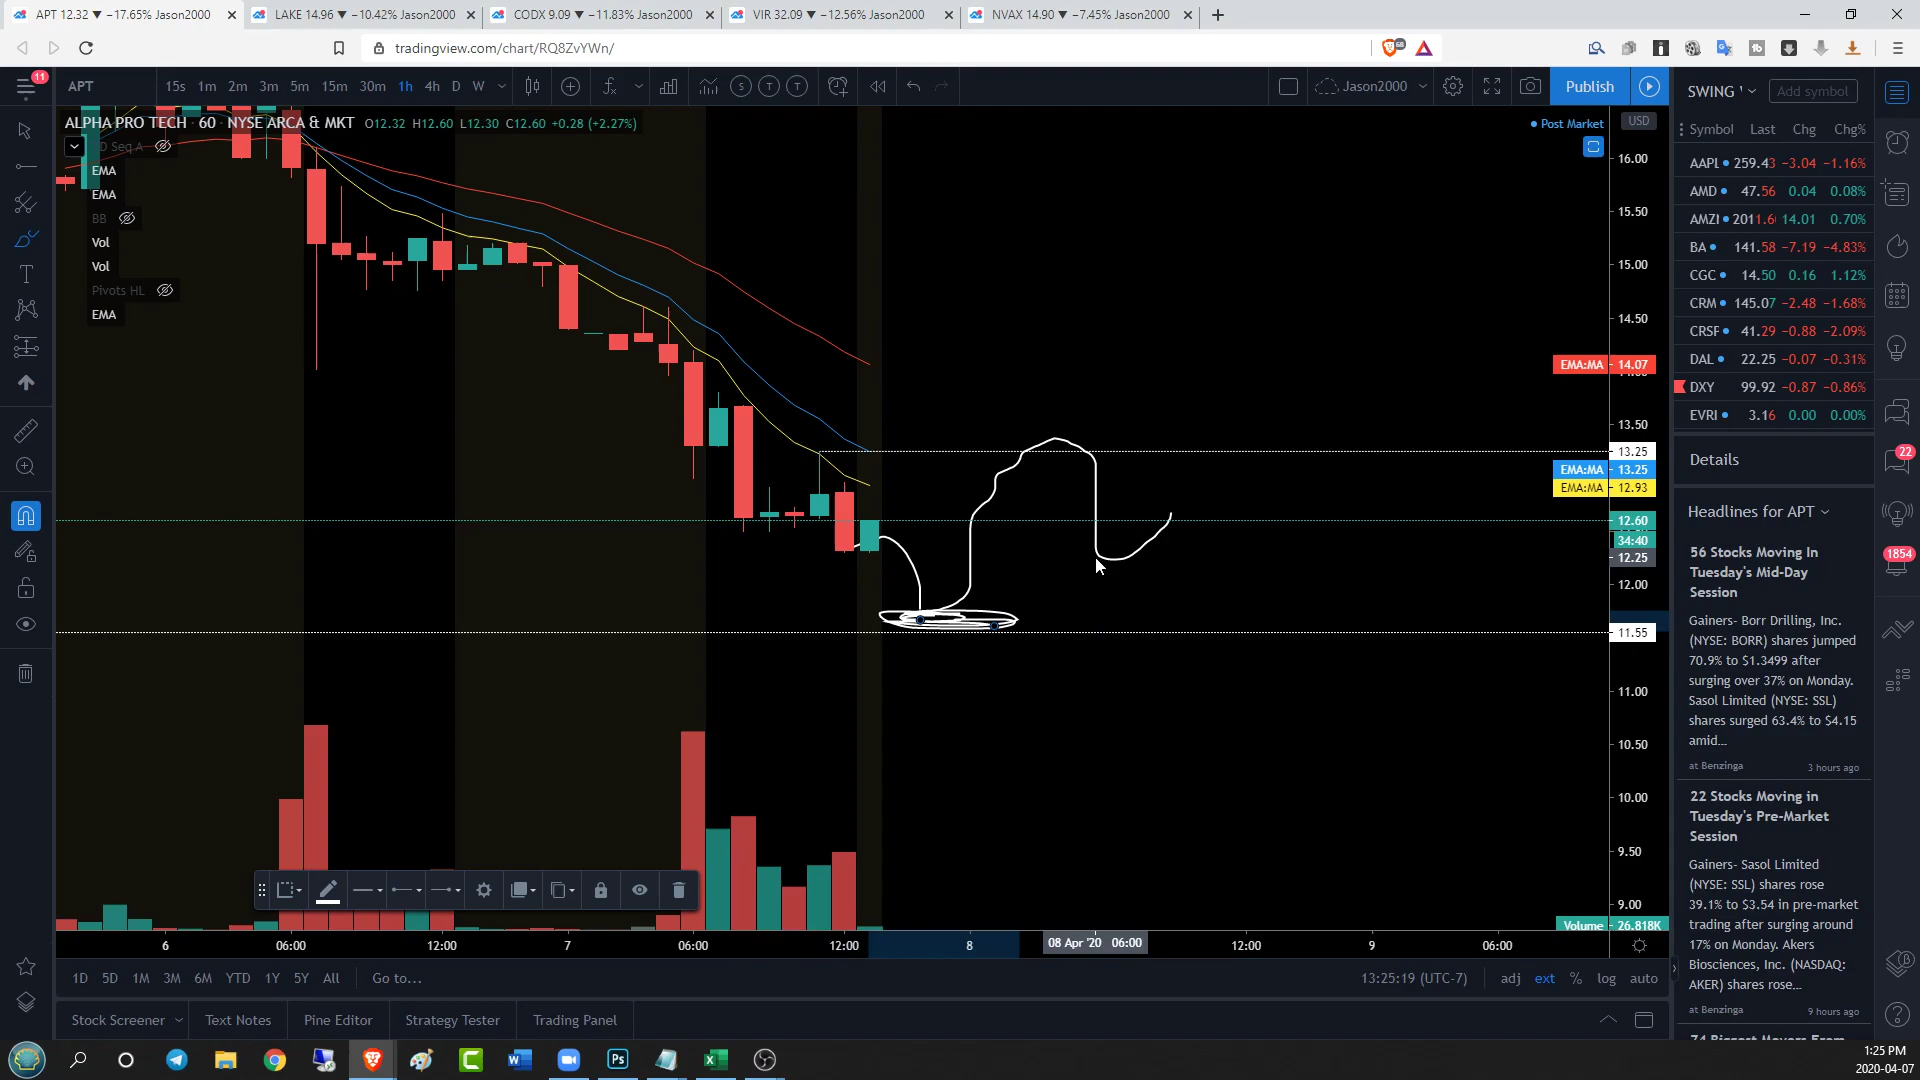 APT 12.32 ▼ −17.65% Jason2000
LAKE 14.96 ▼ −10.42% Jason2000
CODX 9.09 ▼ −11.83% Jason2000
VIR 32.09 ▼ −12.56% Jason2000
NVAX 14.90 ▼ −7.45% Jason2000
tradingview.com/chart/RQ8ZvYWn/
11
APT 15s 1m 2m 3m 5m 15m 30m 1h 4h D W
Jason2000
Publish
SWING
Add symbol
ALPHA PRO TECH · 60 · NYSE ARCA & MKT O12.32 H12.60 L12.30 C12.60 +0.28 (+2.27%)
D Seq A
EMA
EMA
BB
Vol
Vol
Pivots HL
EMA
Post Market
USD
16.00
15.50
15.00
14.50
EMA:MA 14.07
13.50
13.25
EMA:MA 13.25
EMA:MA 12.93
12.60
34:40
12.25
12.00
11.55
11.00
10.50
10.00
9.50
9.00
Volume 26.818K
6 06:00 12:00 7 06:00 12:00 8 08 Apr '20 06:00 12:00 9 06:00
1D 5D 1M 3M 6M YTD 1Y 5Y All Go to...
13:25:19 (UTC-7) adj ext % log auto
Stock Screener Text Notes Pine Editor Strategy Tester Trading Panel
Symbol Last Chg Chg%
AAPL 259.43 −3.04 −1.16%
AMD 47.56 0.04 0.08%
AMZN 2011.6 14.01 0.70%
BA 141.58 −7.19 −4.83%
CGC 14.50 0.16 1.12%
CRM 145.07 −2.48 −1.68%
CRSP 41.29 −0.88 −2.09%
DAL 22.25 −0.07 −0.31%
DXY 99.92 −0.87 −0.86%
EVRI 3.16 0.00 0.00%
Details
Headlines for APT
56 Stocks Moving In
Tuesday's Mid-Day
Session
Gainers- Borr Drilling, Inc.
(NYSE: BORR) shares jumped
70.9% to $1.3499 after
surging over 37% on Monday.
Sasol Limited (NYSE: SSL)
shares surged 63.4% to $4.15
amid...
at Benzinga 3 hours ago
22 Stocks Moving in
Tuesday's Pre-Market
Session
Gainers- Sasol Limited
(NYSE: SSL) shares rose
39.1% to $3.54 in pre-market
trading after surging around
17% on Monday. Akers
Biosciences, Inc. (NASDAQ:
AKER) shares rose...
at Benzinga 9 hours ago
74 Biggest Movers From
22
1854
1:25 PM
2020-04-07